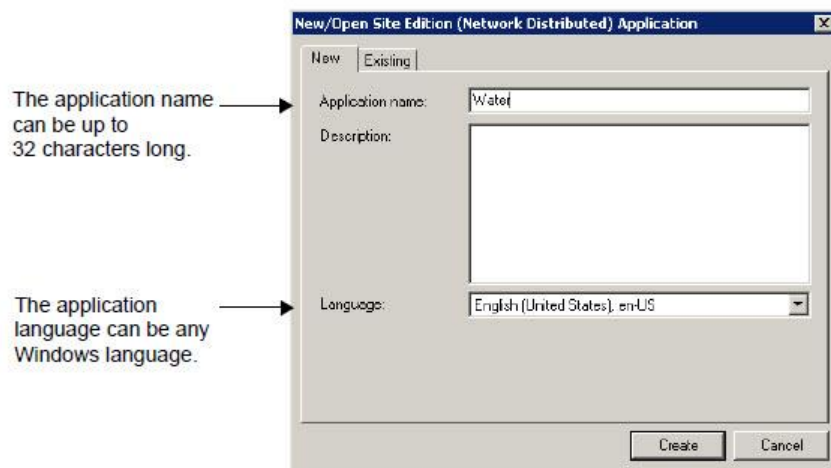 New/Open Site Edition (Network Distributed) Application
New
Existing
The application name
can be up to
32 characters long.
Application name:
Water
Description:
The application
language can be any
Windows language.
Language:
English (United States), en-US
Create
Cancel